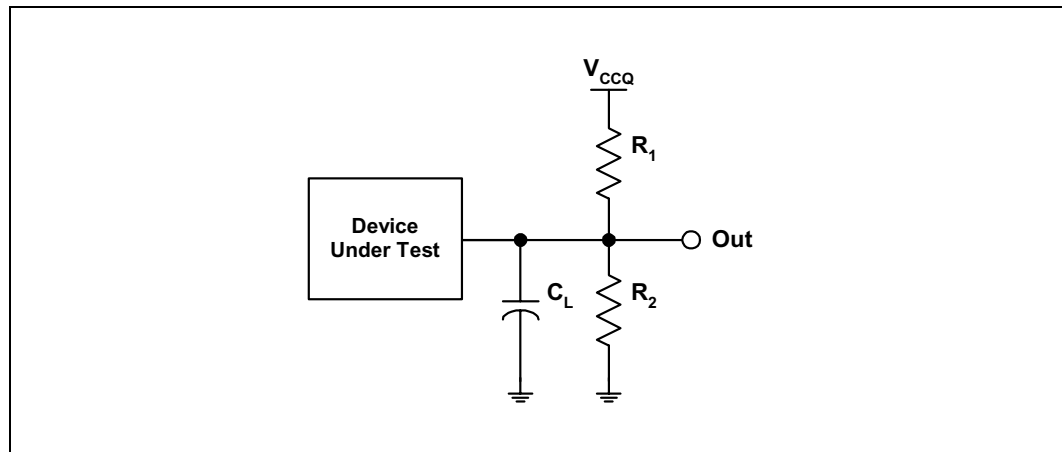 V_CCQ
R_1
Device
Under Test
Out
C_L
R_2